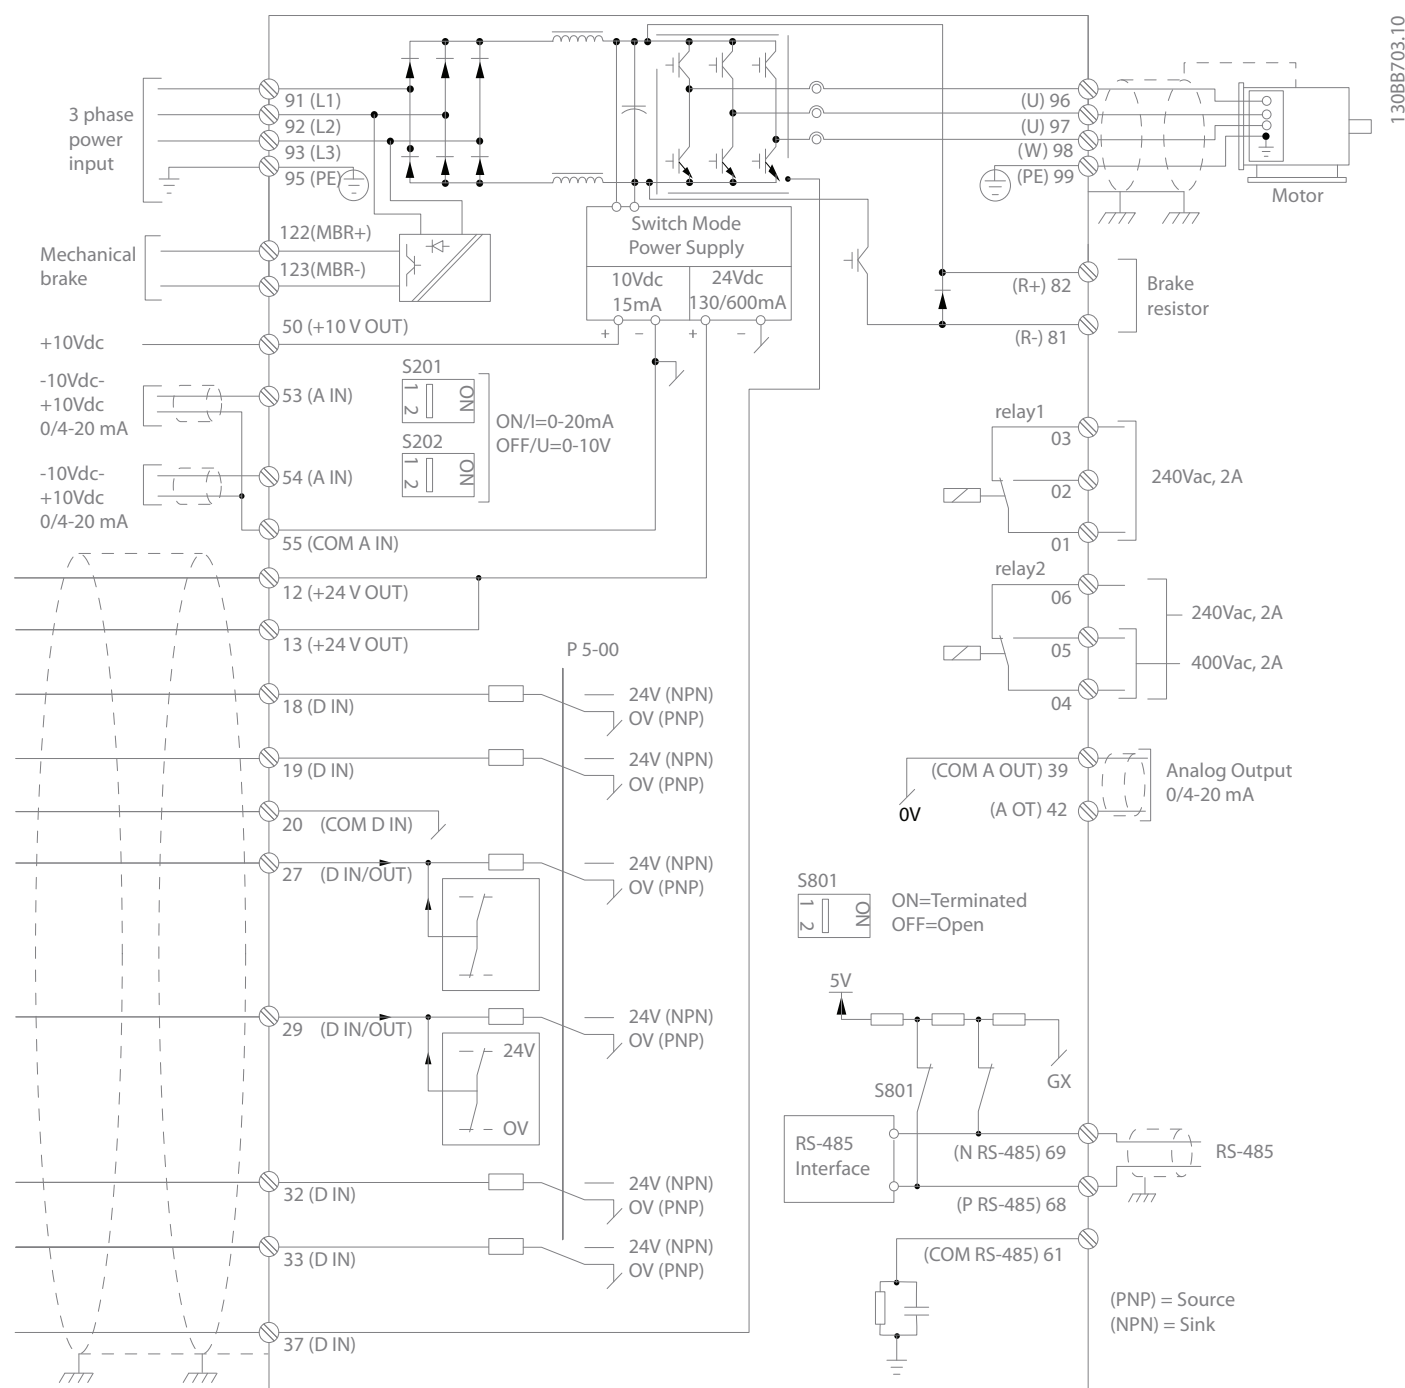 130BB703.10
3 phase
power
input
91 (L1)
92 (L2)
93 (L3)
95 (PE)
Mechanical
brake
122(MBR+)
123(MBR-)
50 (+10 V OUT)
+10Vdc
-10Vdc-
+10Vdc
0/4-20 mA
53 (A IN)
-10Vdc-
+10Vdc
0/4-20 mA
54 (A IN)
55 (COM A IN)
12 (+24 V OUT)
13 (+24 V OUT)
18 (D IN)
19 (D IN)
20 (COM D IN)
27 (D IN/OUT)
29 (D IN/OUT)
32 (D IN)
33 (D IN)
37 (D IN)
Switch Mode
Power Supply
10Vdc
15mA
24Vdc
130/600mA
+ - + -
S201
1 2 ON
S202
1 2 ON
ON/I=0-20mA
OFF/U=0-10V
P 5-00
24V (NPN)
OV (PNP)
24V (NPN)
OV (PNP)
24V (NPN)
OV (PNP)
24V (NPN)
OV (PNP)
24V
OV
24V (NPN)
OV (PNP)
24V (NPN)
OV (PNP)
(U) 96
(U) 97
(W) 98
(PE) 99
Motor
(R+) 82
(R-) 81
Brake
resistor
relay1
03
02
01
240Vac, 2A
relay2
06
05
04
240Vac, 2A
400Vac, 2A
(COM A OUT) 39
(A OT) 42
0V
Analog Output
0/4-20 mA
S801
1 2 ON
ON=Terminated
OFF=Open
5V
GX
S801
RS-485
Interface
(N RS-485) 69
(P RS-485) 68
(COM RS-485) 61
RS-485
(PNP) = Source
(NPN) = Sink